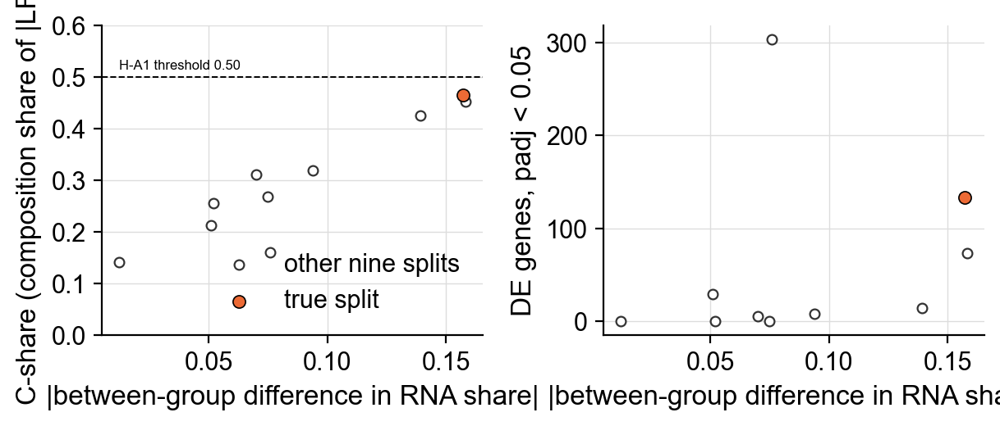 C-share (composition share of |LF
0.6
0.5
0.4
0.3
0.2
0.1
0.0
H-A1 threshold 0.50
other nine splits
true split
0.05 0.10 0.15
|between-group difference in RNA share|
DE genes, padj < 0.05
300
200
100
0
0.05 0.10 0.15
|between-group difference in RNA sha